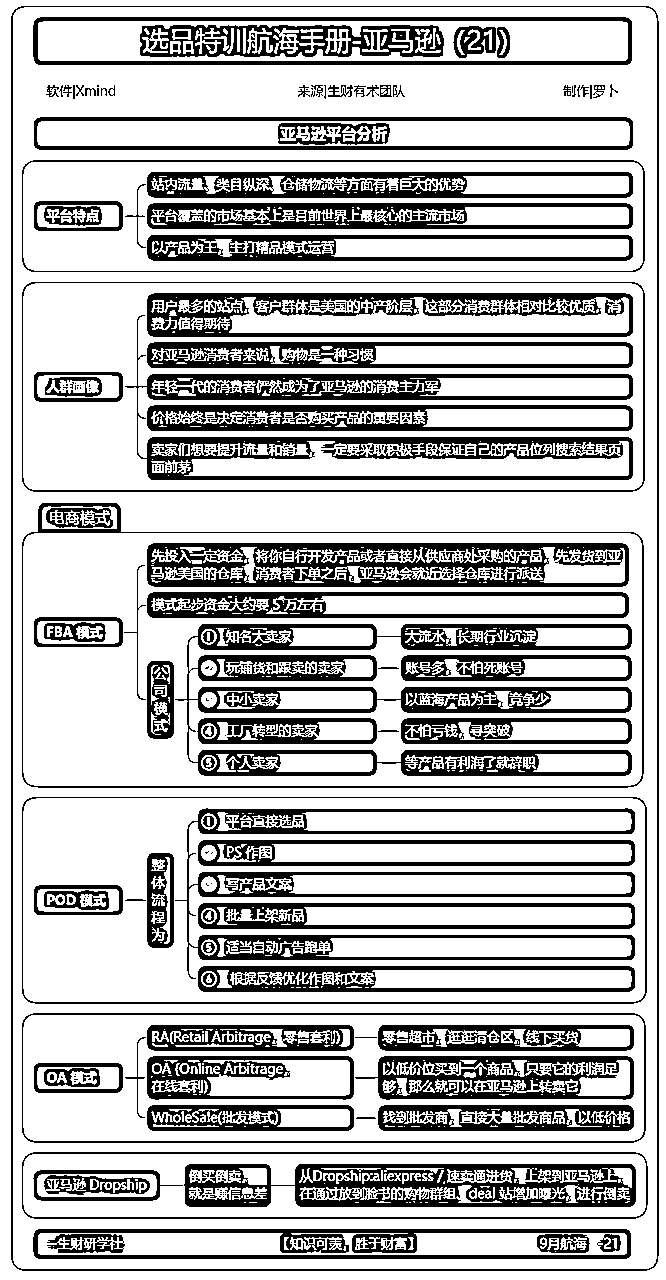 选品特训航海手册-亚马逊（21）
软件|Xmind 来源|生财有术团队 制作|罗卜
亚马逊平台分析
平台特点
站内流量、类目纵深、仓储物流等方面有着巨大的优势
平台覆盖的市场基本上是目前世界上最核心的主流市场
以产品为王，主打精品模式运营
人群画像
用户最多的站点，客户群体是美国的中产阶层，这部分消费群体相对比较优质，消
费力值得期待
对亚马逊消费者来说，购物是一种习惯
年轻一代的消费者俨然成为了亚马逊的消费主力军
价格始终是决定消费者是否购买产品的重要因素
卖家们想要提升流量和销量，一定要采取积极手段保证自己的产品位列搜索结果页
面前茅
电商模式
FBA 模式
先投入一定资金，将你自行开发产品或者直接从供应商处采购的产品，先发货到亚
马逊美国的仓库，消费者下单之后，亚马逊会就近选择仓库进行派送
模式起步资金大约要 5 万左右
公司模式
① 知名大卖家 大流水，长期行业沉淀
玩铺货和跟卖的卖家 账号多，不怕死账号
中小卖家 以蓝海产品为主，竞争少
④ 工厂转型的卖家 不怕亏钱，寻突破
⑤ 个人卖家 等产品有利润了就辞职
POD 模式
整体流程为
① 平台直接选品
PS 作图
写产品文案
④ 批量上架新品
⑤ 适当自动广告跑单
⑥ 根据反馈优化作图和文案
OA 模式
RA(Retail Arbitrage，零售套利) 零售超市，逛逛清仓区，线下买货
OA (Online Arbitrage,
在线套利)
以低价位买到一个商品，只要它的利润足
够，那么就可以在亚马逊上转卖它
WholeSale(批发模式) 找到批发商，直接大量批发商品，以低价格
亚马逊 Dropship
倒买倒卖，
就是赚信息差
从Dropship:aliexpress / 速卖通进货，上架到亚马逊上，
在通过放到脸书的购物群组、deal 站增加曝光，进行倒卖
生财研学社 【知识可羡，胜于财富】 9月航海 -21